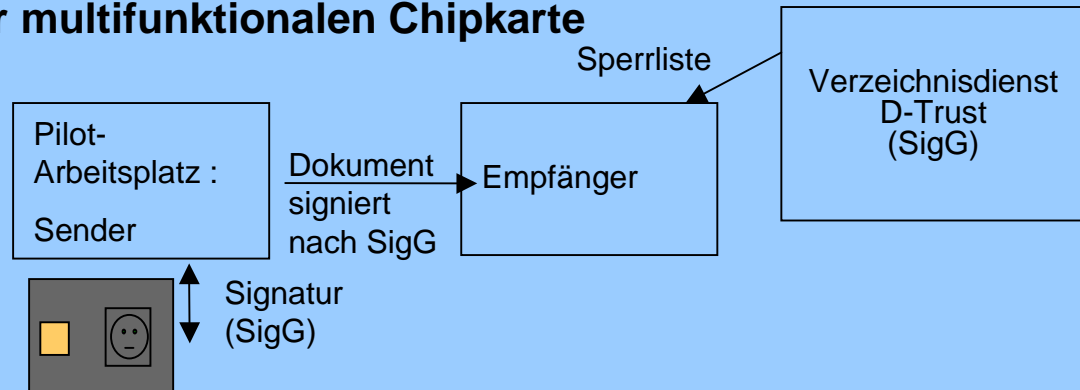 r multifunktionalen Chipkarte
Sperrliste
Verzeichnisdienst
D-Trust
(SigG)
Pilot-
Arbeitsplatz :
Sender
Dokument
signiert
nach SigG
Empfänger
Signatur
(SigG)